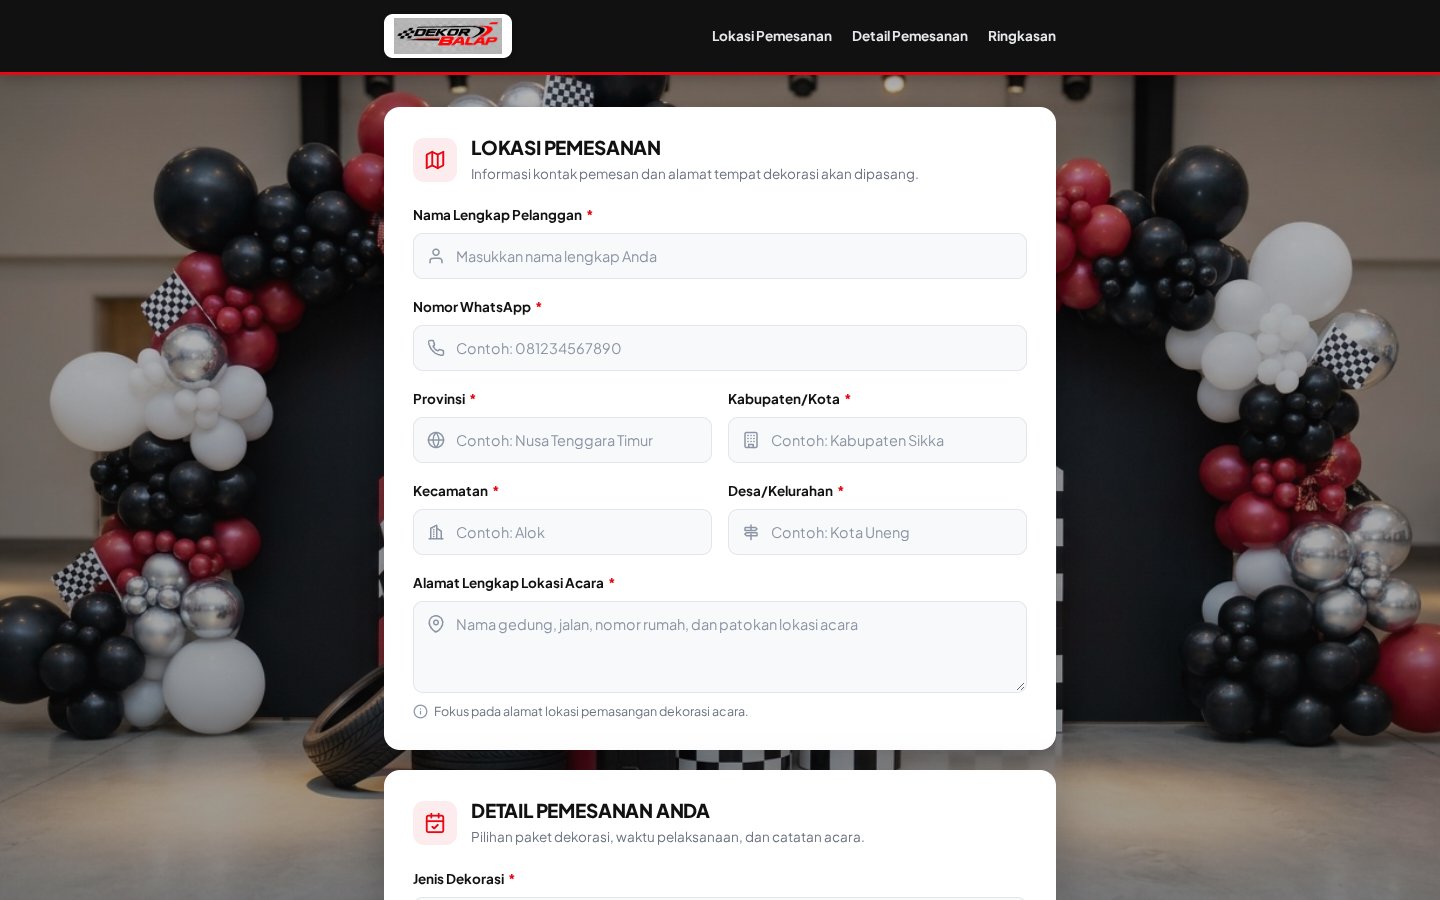 DEKOR
BALAP
Lokasi Pemesanan
Detail Pemesanan
Ringkasan
LOKASI PEMESANAN
Informasi kontak pemesan dan alamat tempat dekorasi akan dipasang.
Nama Lengkap Pelanggan *
Masukkan nama lengkap Anda
Nomor WhatsApp *
Contoh: 081234567890
Provinsi *
Kabupaten/Kota *
Contoh: Nusa Tenggara Timur
Contoh: Kabupaten Sikka
Kecamatan *
Desa/Kelurahan *
Contoh: Alok
Contoh: Kota Uneng
Alamat Lengkap Lokasi Acara *
Nama gedung, jalan, nomor rumah, dan patokan lokasi acara
Fokus pada alamat lokasi pemasangan dekorasi acara.
DETAIL PEMESANAN ANDA
Pilihan paket dekorasi, waktu pelaksanaan, dan catatan acara.
Jenis Dekorasi *